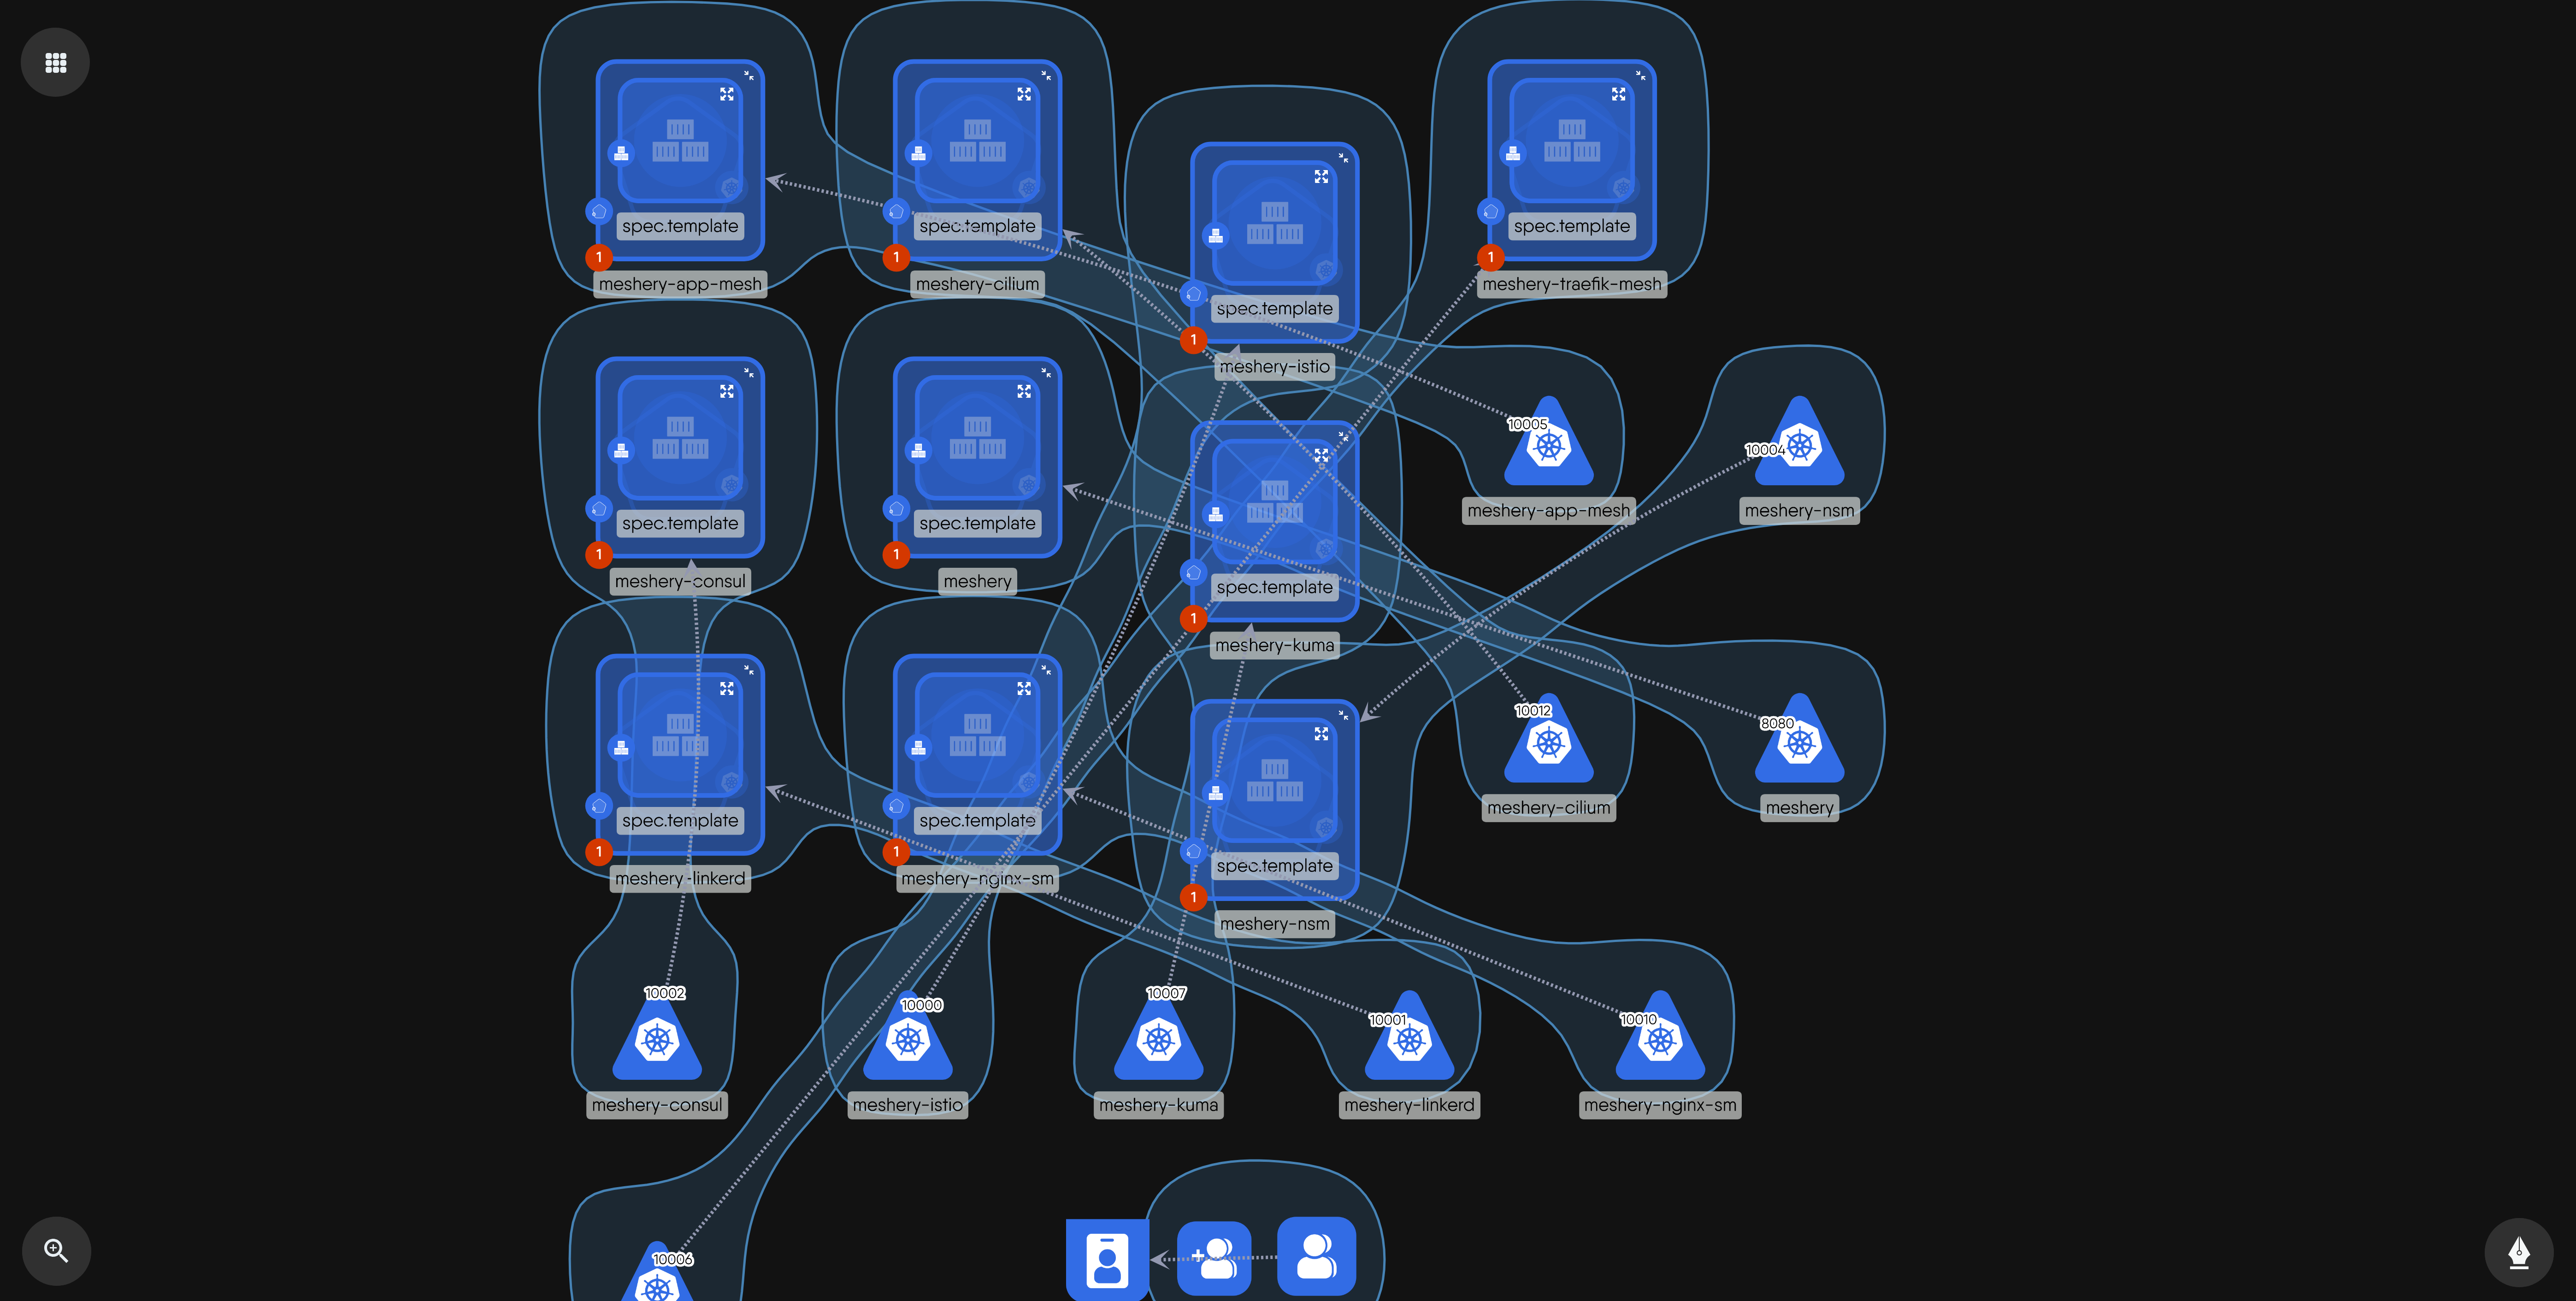 spec.template
1
meshery-app-mesh
spec.template
1
meshery-cilium
spec.template
1
meshery-istio
spec.template
1
meshery-traefik-mesh
spec.template
1
meshery-consul
spec.template
1
meshery
spec.template
1
meshery-kuma
10005
meshery-app-mesh
10004
meshery-nsm
spec.template
1
meshery-linkerd
spec.template
1
meshery-nginx-sm
spec.template
1
meshery-nsm
10012
meshery-cilium
8080
meshery
10002
meshery-consul
10000
meshery-istio
10007
meshery-kuma
10001
meshery-linkerd
10010
meshery-nginx-sm
10006